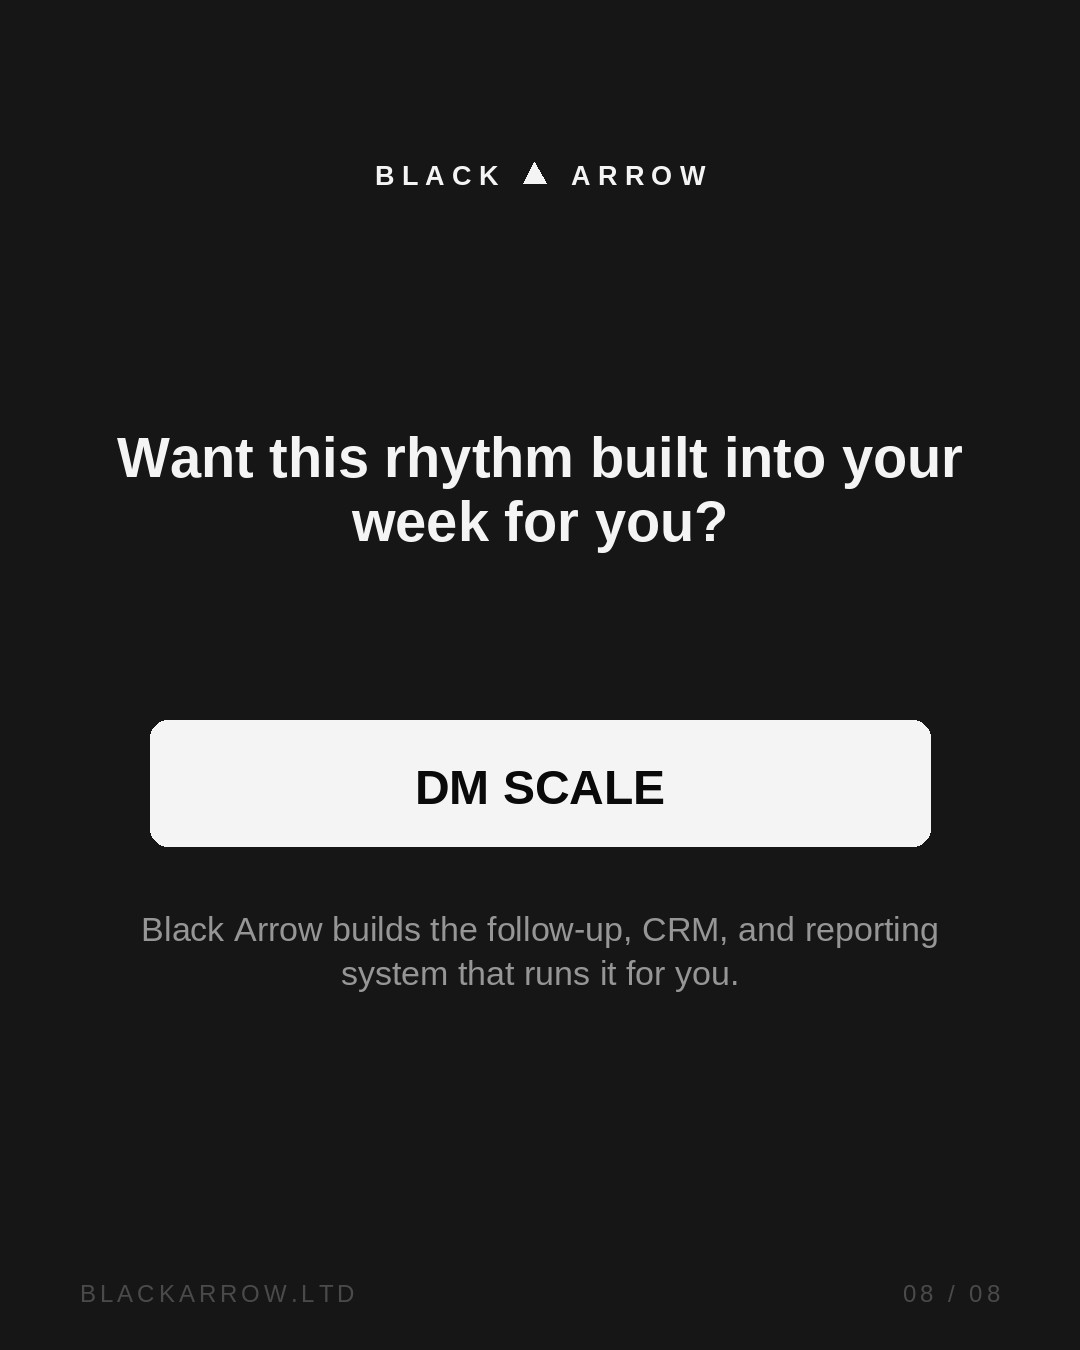 BLACK ARROW
Want this rhythm built into your
week for you?
DM SCALE
Black Arrow builds the follow-up, CRM, and reporting
system that runs it for you.
BLACKARROW.LTD
08 / 08